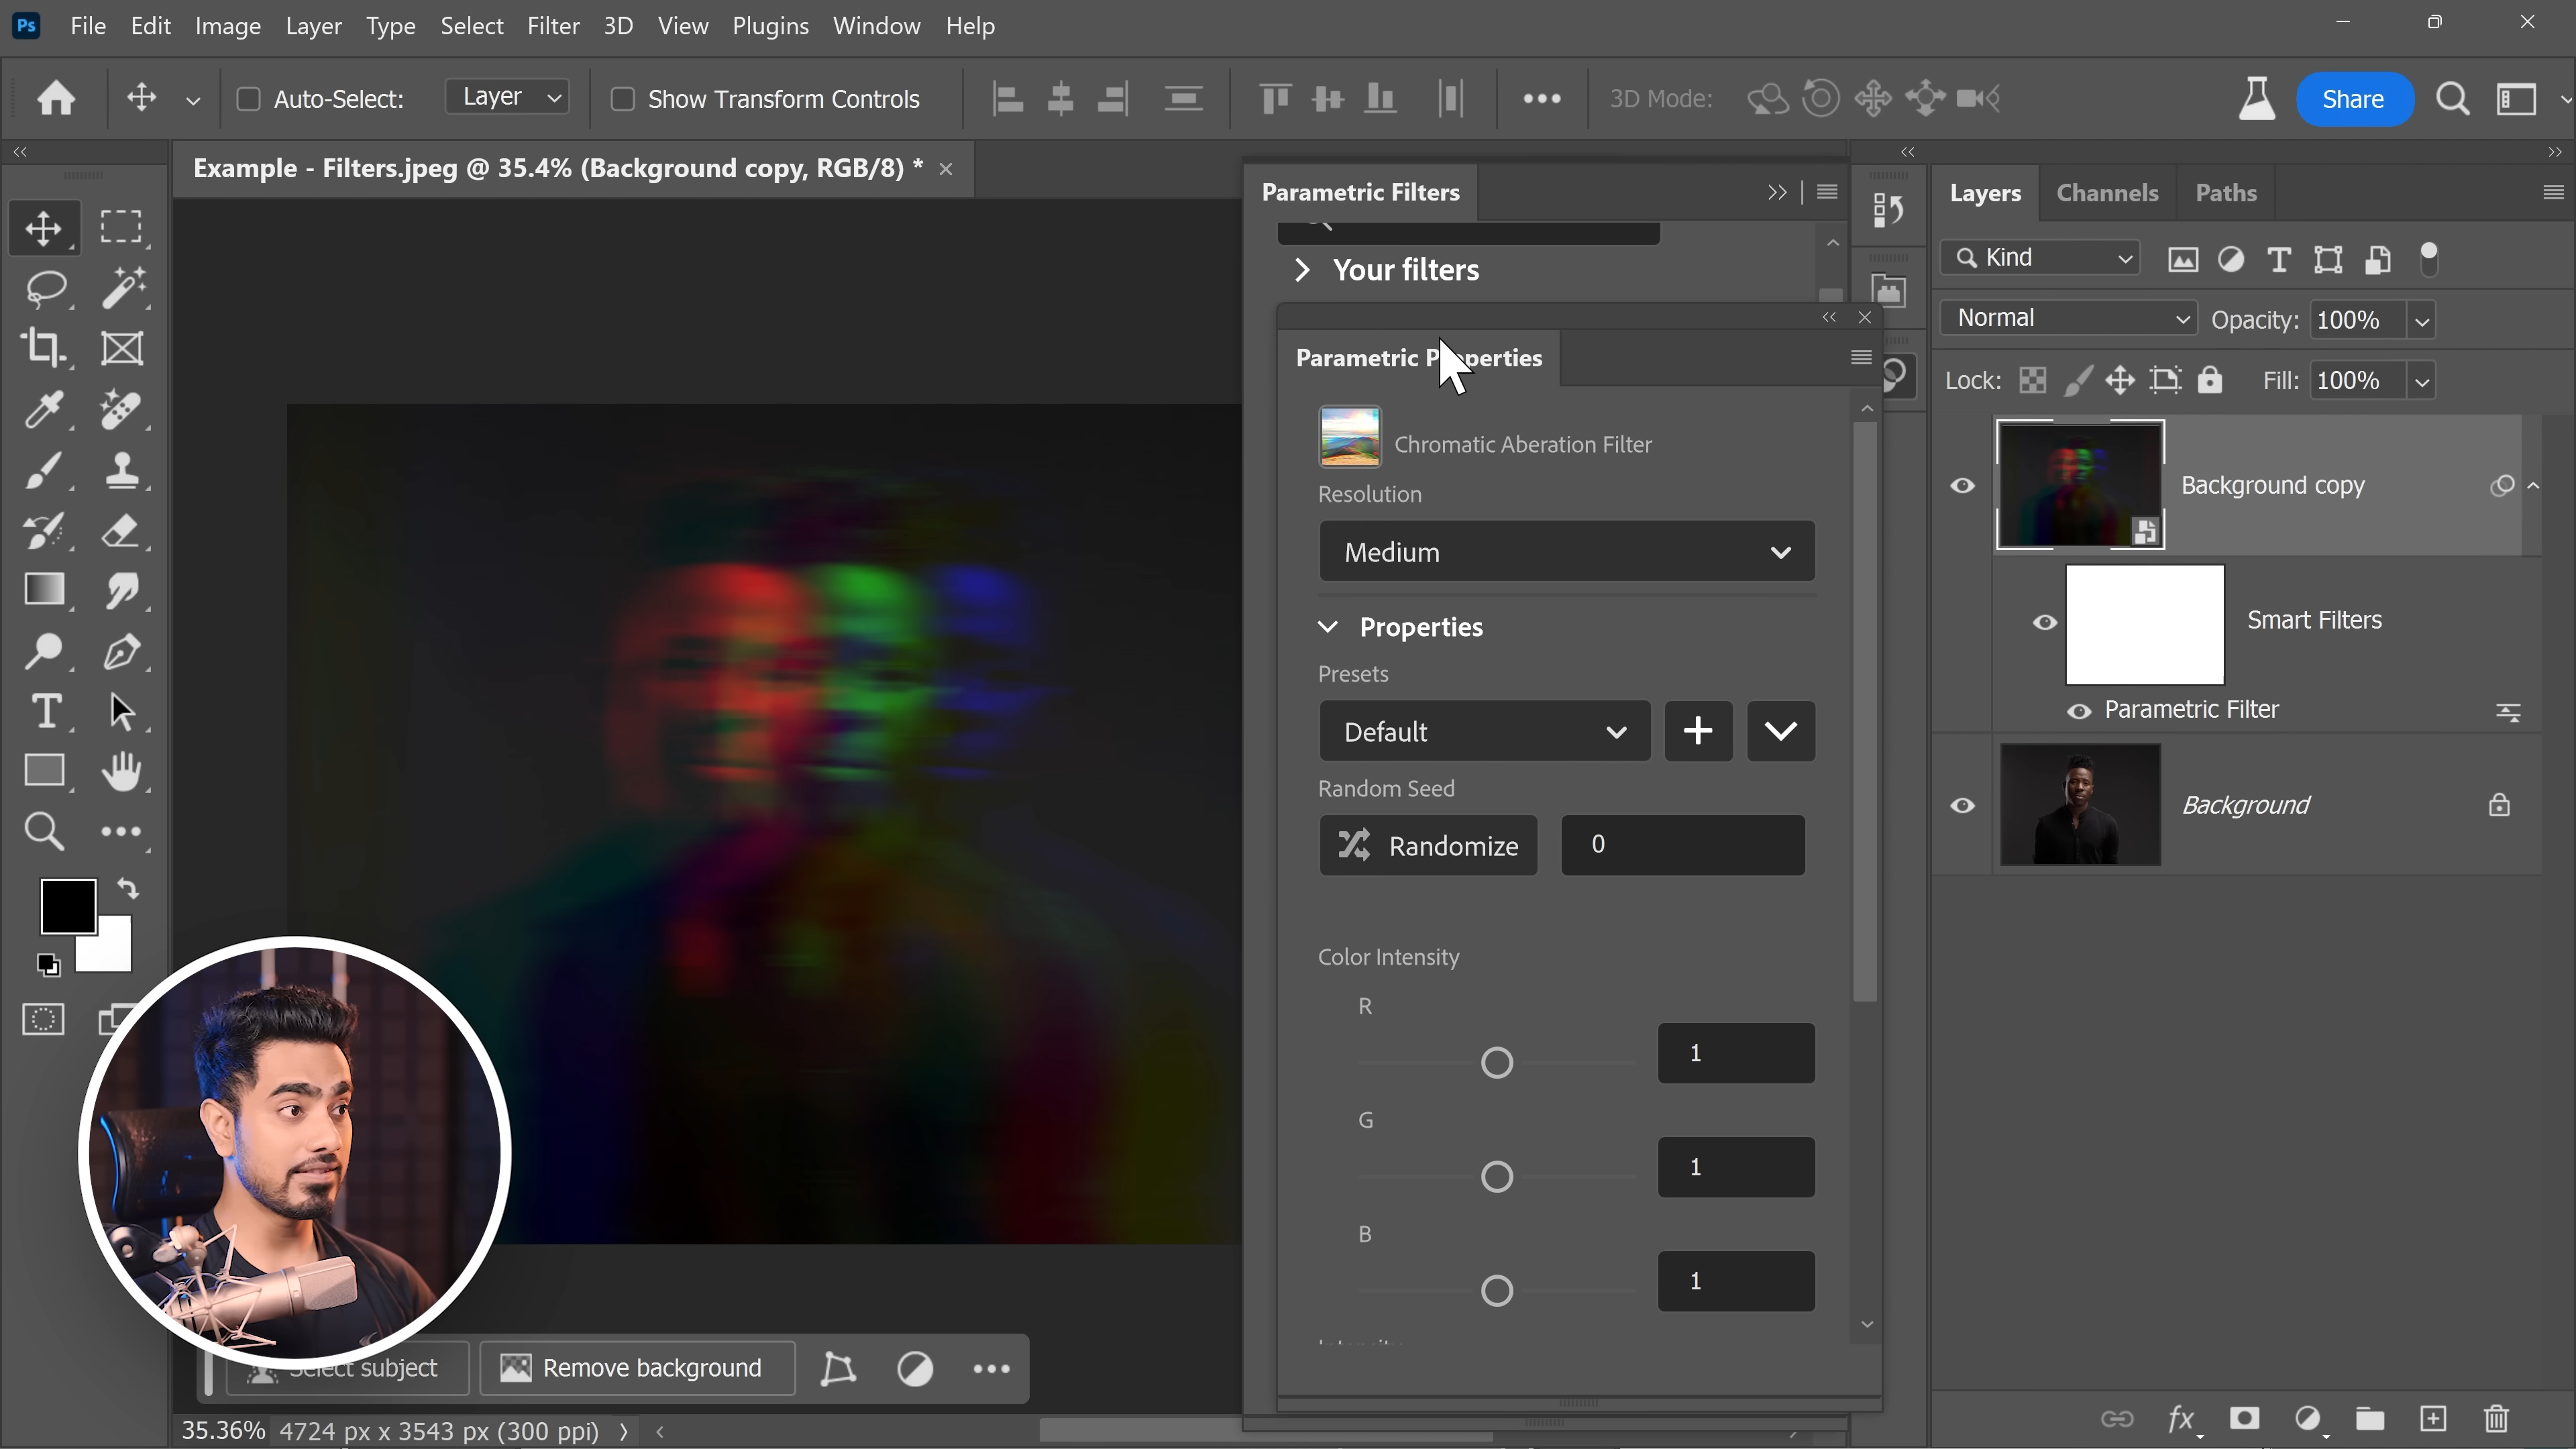 Ps File Edit Image Layer Type Select Filter 3D View Plugins Window Help
Auto-Select: Layer Show Transform Controls 3D Mode: Share
Example - Filters.jpeg @ 35.4% (Background copy, RGB/8) *
Parametric Filters
Your filters
Parametric Properties
Chromatic Aberation Filter
Resolution
Medium
Properties
Presets
Default
Random Seed
Randomize 0
Color Intensity
R
1
G
1
B
1
Layers Channels Paths
Kind
Normal Opacity: 100%
Lock: Fill: 100%
Background copy
Smart Filters
Parametric Filter
Background
Select subject Remove background
35.36% 4724 px x 3543 px (300 ppi)
fx